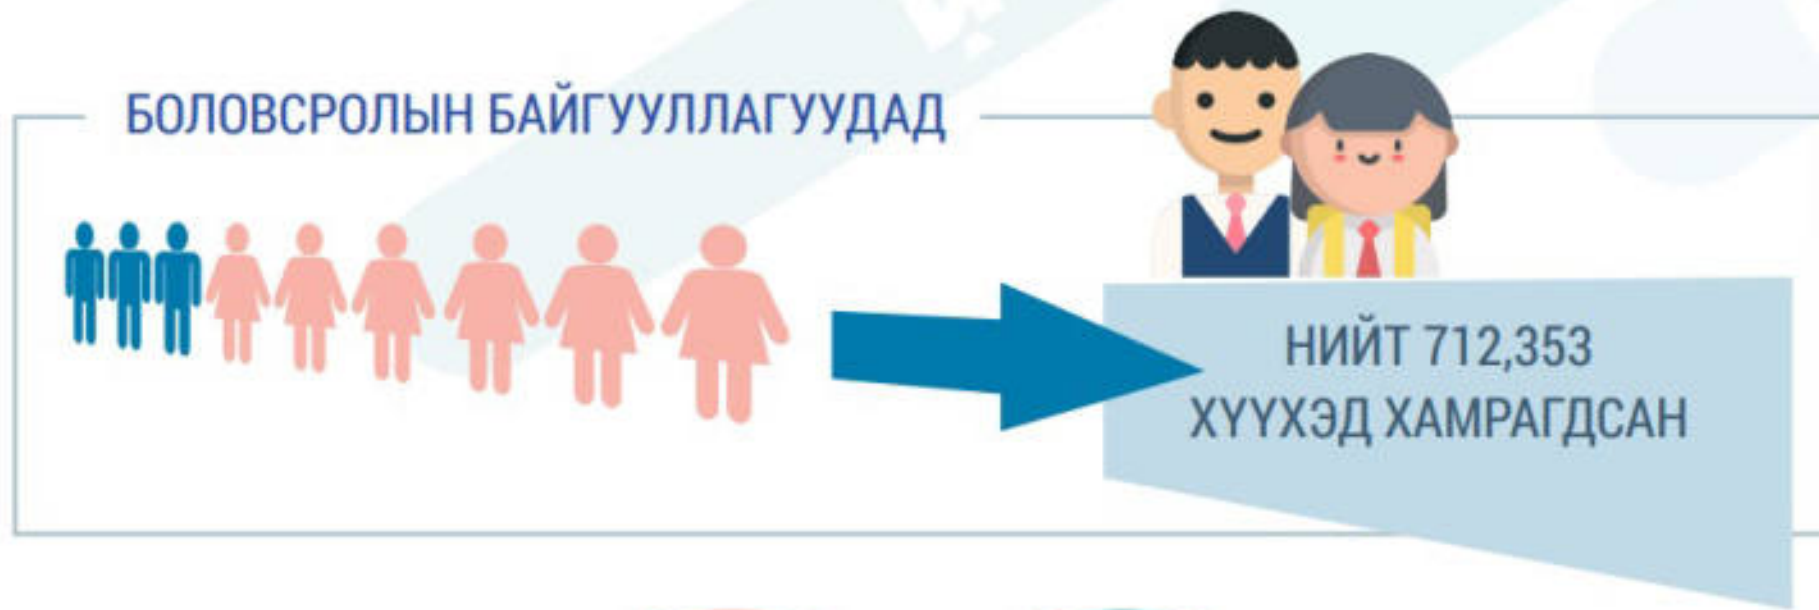 БОЛОВСРОЛЫН БАЙГУУЛЛАГУУДАД
НИЙТ 712,353
ХҮҮХЭД ХАМРАГДСАН